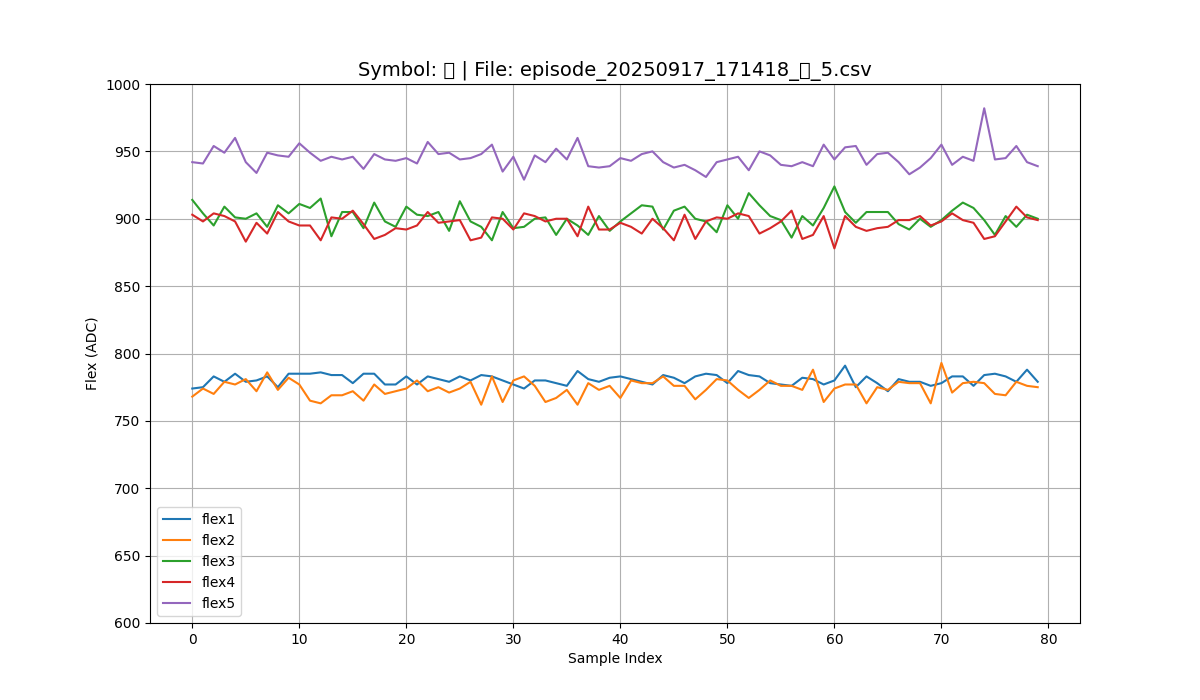 Symbol: | File: episode_20250917_171418_ _5.csv
1000
950
900
850
800
750
700
650
600
Flex (ADC)
flex1
flex2
flex3
flex4
flex5
0 10 20 30 40 50 60 70 80
Sample Index